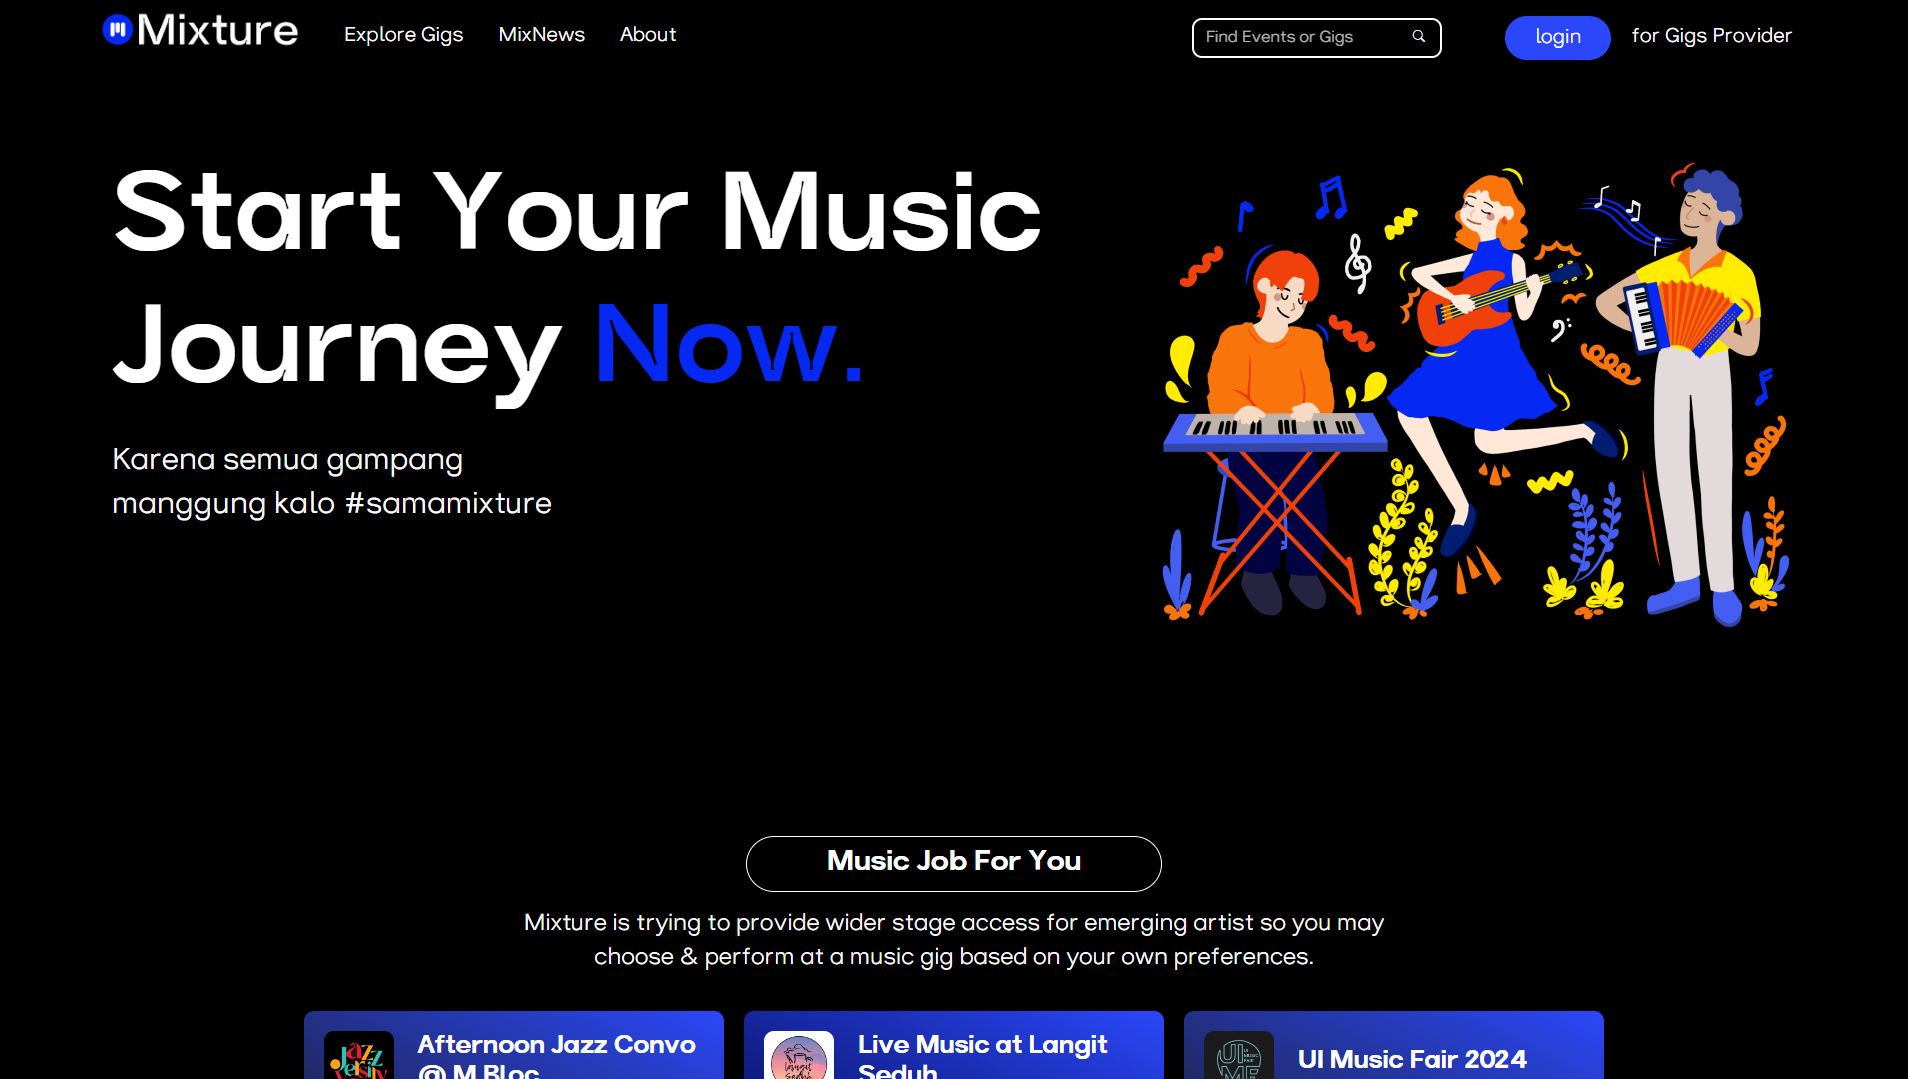 Mixture
Explore Gigs
MixNews
About
Find Events or Gigs
login
for Gigs Provider
Start Your Music
Journey Now.
Karena semua gampang
manggung kalo #samamixture
Music Job For You
Mixture is trying to provide wider stage access for emerging artist so you may
choose & perform at a music gig based on your own preferences.
Afternoon Jazz Convo
@ M Bloc
Live Music at Langit
Seduh
UI Music Fair 2024